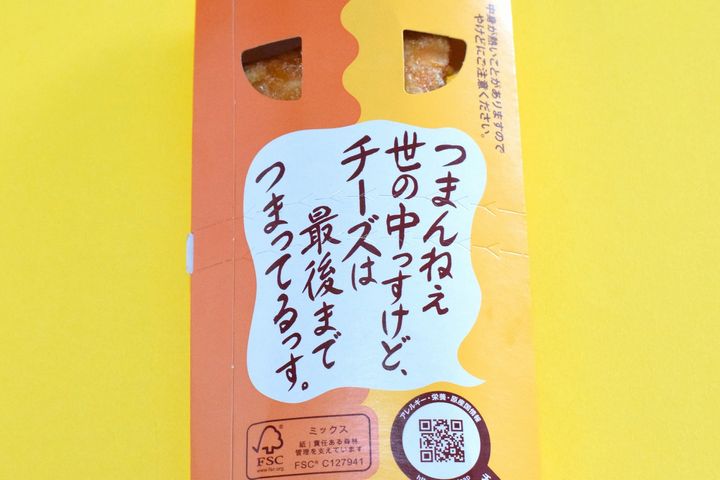 中身が熱いことがありますので
やけどにご注意ください。
つまんねぇ
世の中っすけど、
チーズは
最後まで
つまってるっす。
FSC
www.fsc.org
ミックス
紙｜責任ある森林
管理を支えています
FSC® C127941
アレルギー・栄養・原産国情報